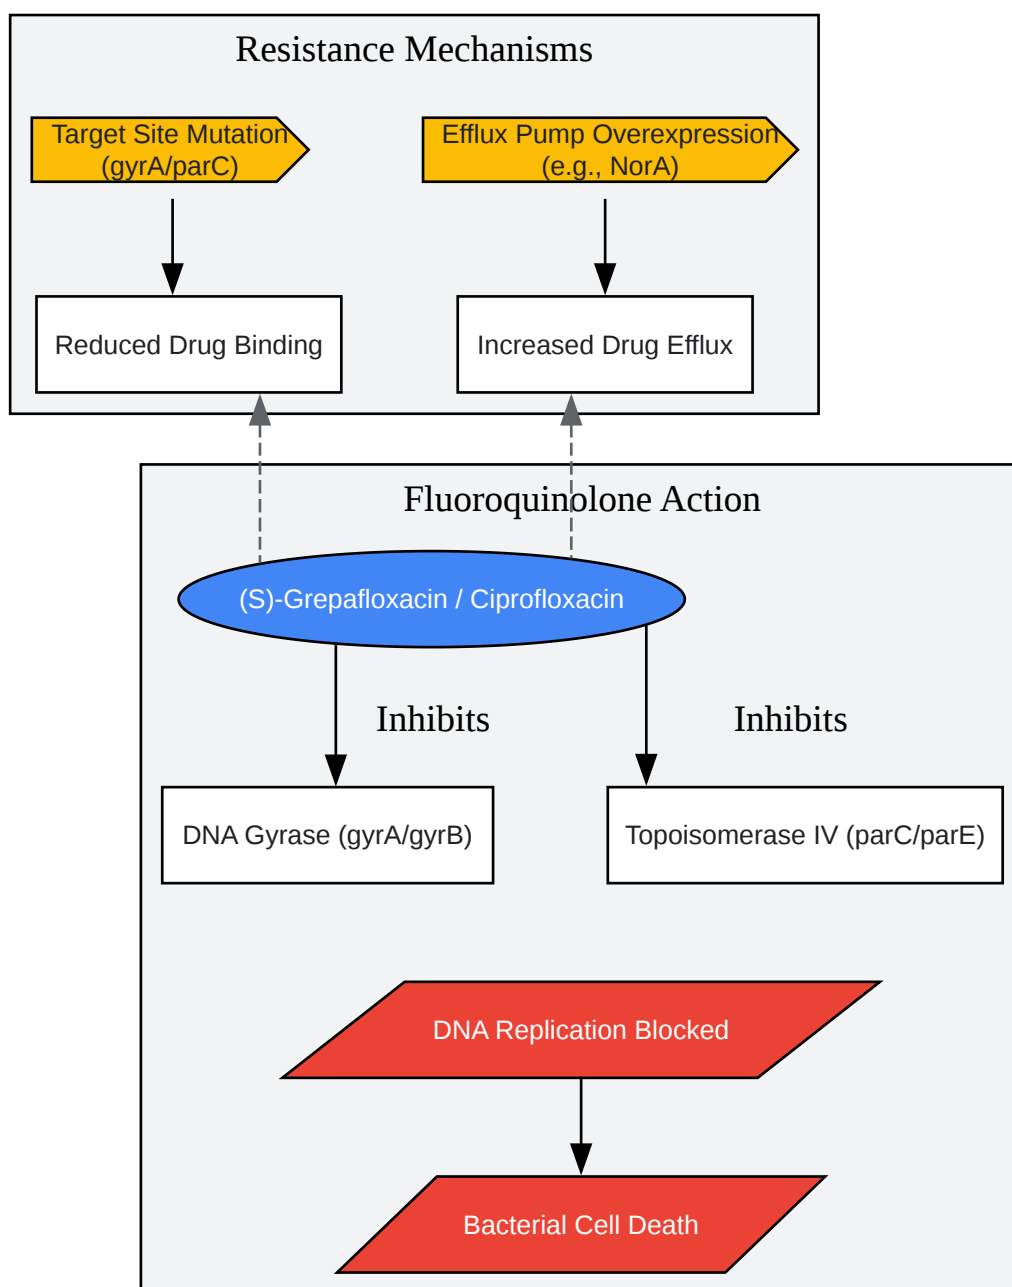 Resistance Mechanisms
Target Site Mutation
(gyrA/parC)
Efflux Pump Overexpression
(e.g., NorA)
Reduced Drug Binding
Increased Drug Efflux
Fluoroquinolone Action
(S)-Grepafloxacin / Ciprofloxacin
Inhibits
Inhibits
DNA Gyrase (gyrA/gyrB)
Topoisomerase IV (parC/parE)
DNA Replication Blocked
Bacterial Cell Death